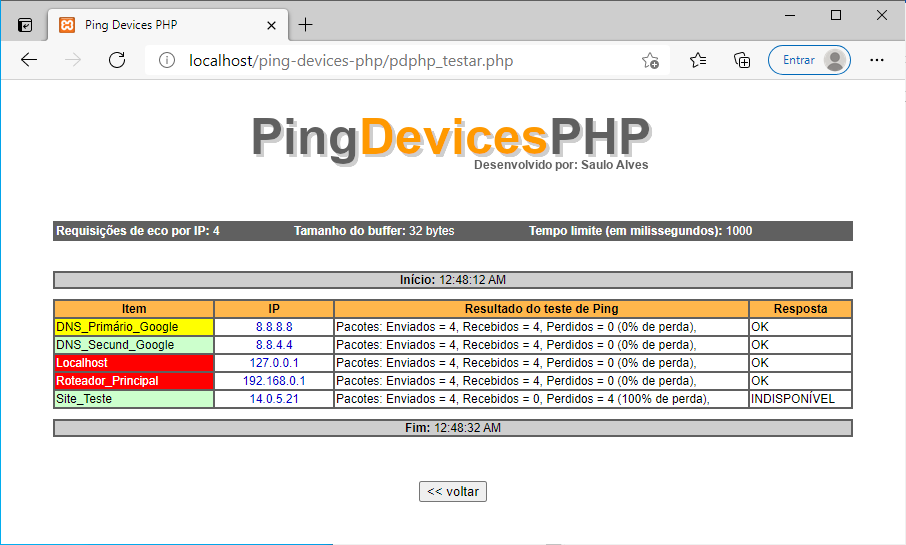 Ping Devices PHP
localhost/ping-devices-php/pdphp_testar.php
Entrar
PingDevicesPHP
Desenvolvido por: Saulo Alves
Requisições de eco por IP: 4 Tamanho do buffer: 32 bytes Tempo limite (em milissegundos): 1000
Início: 12:48:12 AM
Item IP Resultado do teste de Ping Resposta
DNS_Primário_Google 8.8.8.8 Pacotes: Enviados = 4, Recebidos = 4, Perdidos = 0 (0% de perda), OK
DNS_Secund_Google 8.8.4.4 Pacotes: Enviados = 4, Recebidos = 4, Perdidos = 0 (0% de perda), OK
Localhost 127.0.0.1 Pacotes: Enviados = 4, Recebidos = 4, Perdidos = 0 (0% de perda), OK
Roteador_Principal 192.168.0.1 Pacotes: Enviados = 4, Recebidos = 4, Perdidos = 0 (0% de perda), OK
Site_Teste 14.0.5.21 Pacotes: Enviados = 4, Recebidos = 0, Perdidos = 4 (100% de perda), INDISPONÍVEL
Fim: 12:48:32 AM
<< voltar